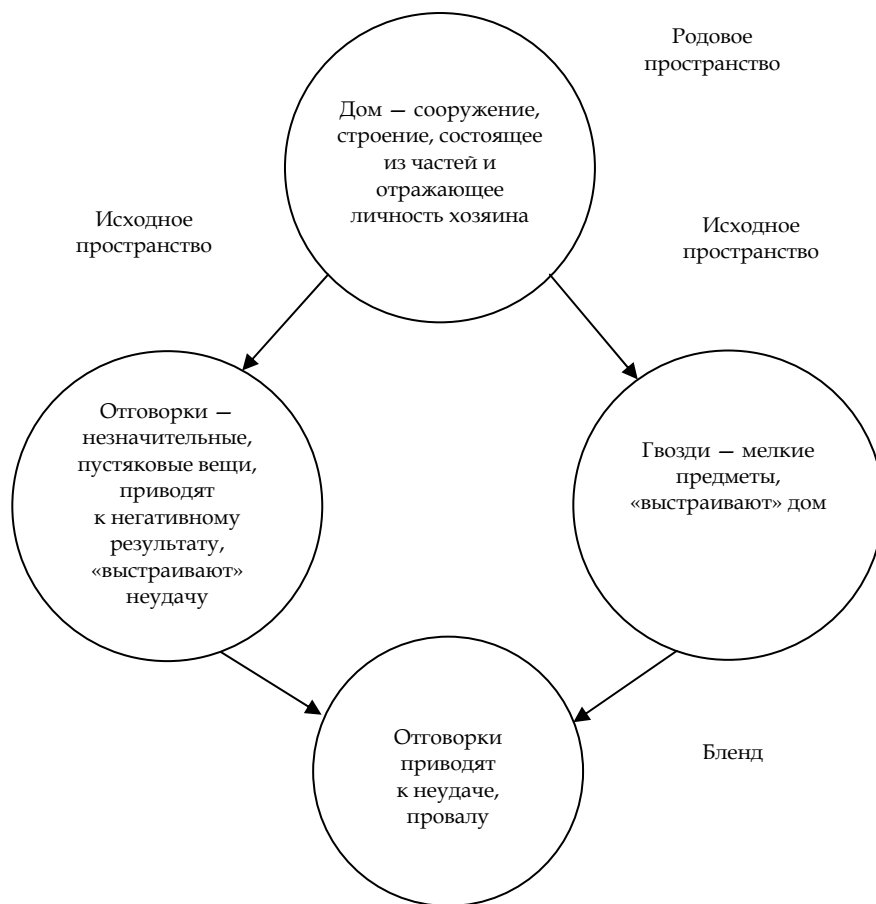 Родовое
пространство
Дом — сооружение,
строение, состоящее
из частей и
отражающее
личность хозяина
Исходное
пространство
Исходное
пространство
Отговорки —
незначительные,
пустяковые вещи,
приводят
к негативному
результату,
«выстраивают»
неудачу
Гвозди — мелкие
предметы,
«выстраивают» дом
Отговорки
приводят
к неудаче,
провалу
Бленд